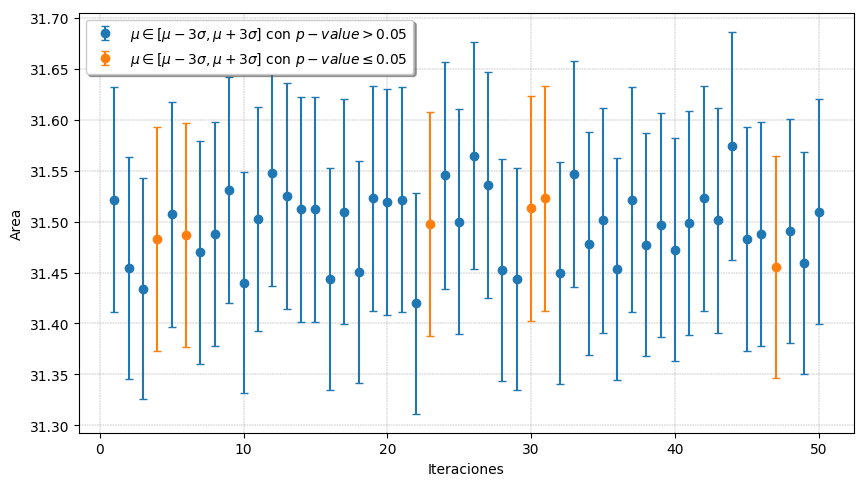 μ ∈ [μ − 3σ, μ + 3σ] con p − value > 0.05
μ ∈ [μ − 3σ, μ + 3σ] con p − value ≤ 0.05
31.70
31.65
31.60
31.55
31.50
31.45
31.40
31.35
31.30
Area
0 10 20 30 40 50
Iteraciones